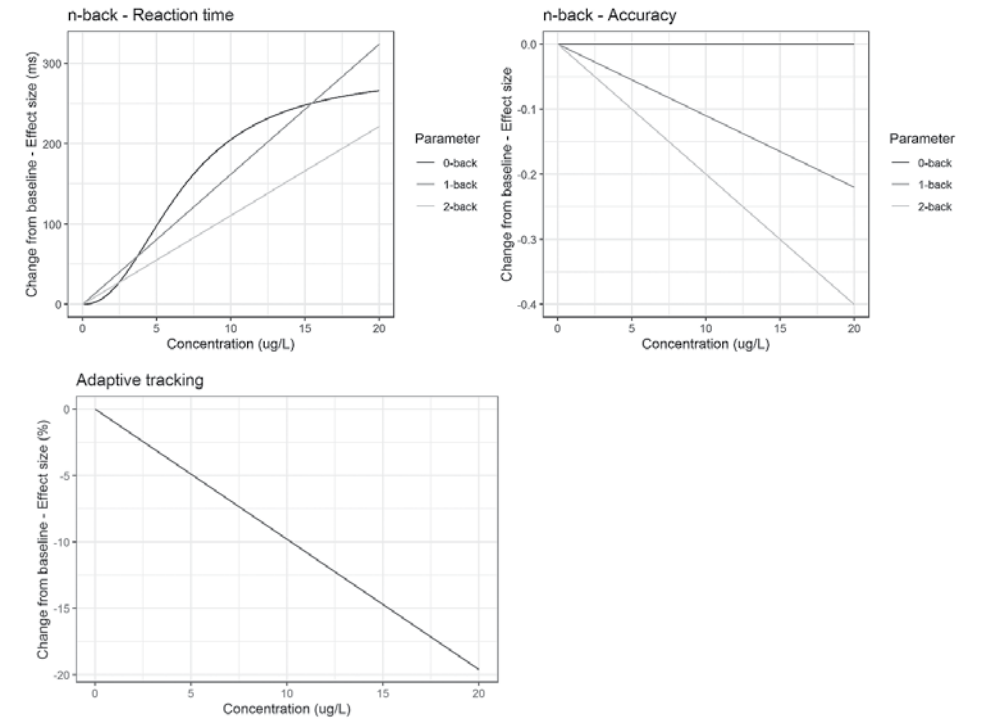 n-back - Reaction time
Change from baseline - Effect size (ms)
300
200
100
0
0 5 10 15 20
Concentration (ug/L)
Parameter
0-back
1-back
2-back
n-back - Accuracy
Change from baseline - Effect size
0.0
-0.1
-0.2
-0.3
-0.4
0 5 10 15 20
Concentration (ug/L)
Parameter
0-back
1-back
2-back
Adaptive tracking
Change from baseline - Effect size (%)
0
-5
-10
-15
-20
0 5 10 15 20
Concentration (ug/L)